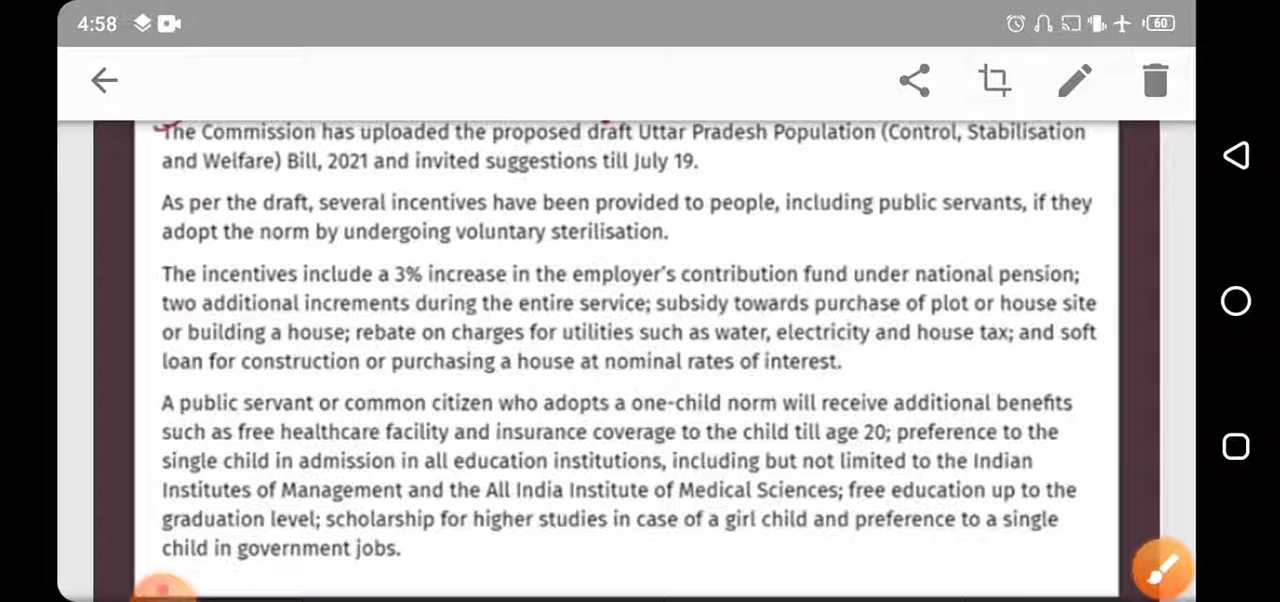 4:58
60
The Commission has uploaded the proposed draft Uttar Pradesh Population (Control, Stabilisation
and Welfare) Bill, 2021 and invited suggestions till July 19.
As per the draft, several incentives have been provided to people, including public servants, if they
adopt the norm by undergoing voluntary sterilisation.
The incentives include a 3% increase in the employer's contribution fund under national pension;
two additional increments during the entire service; subsidy towards purchase of plot or house site
or building a house; rebate on charges for utilities such as water, electricity and house tax; and soft
loan for construction or purchasing a house at nominal rates of interest.
A public servant or common citizen who adopts a one-child norm will receive additional benefits
such as free healthcare facility and insurance coverage to the child till age 20; preference to the
single child in admission in all education institutions, including but not limited to the Indian
Institutes of Management and the All India Institute of Medical Sciences; free education up to the
graduation level; scholarship for higher studies in case of a girl child and preference to a single
child in government jobs.